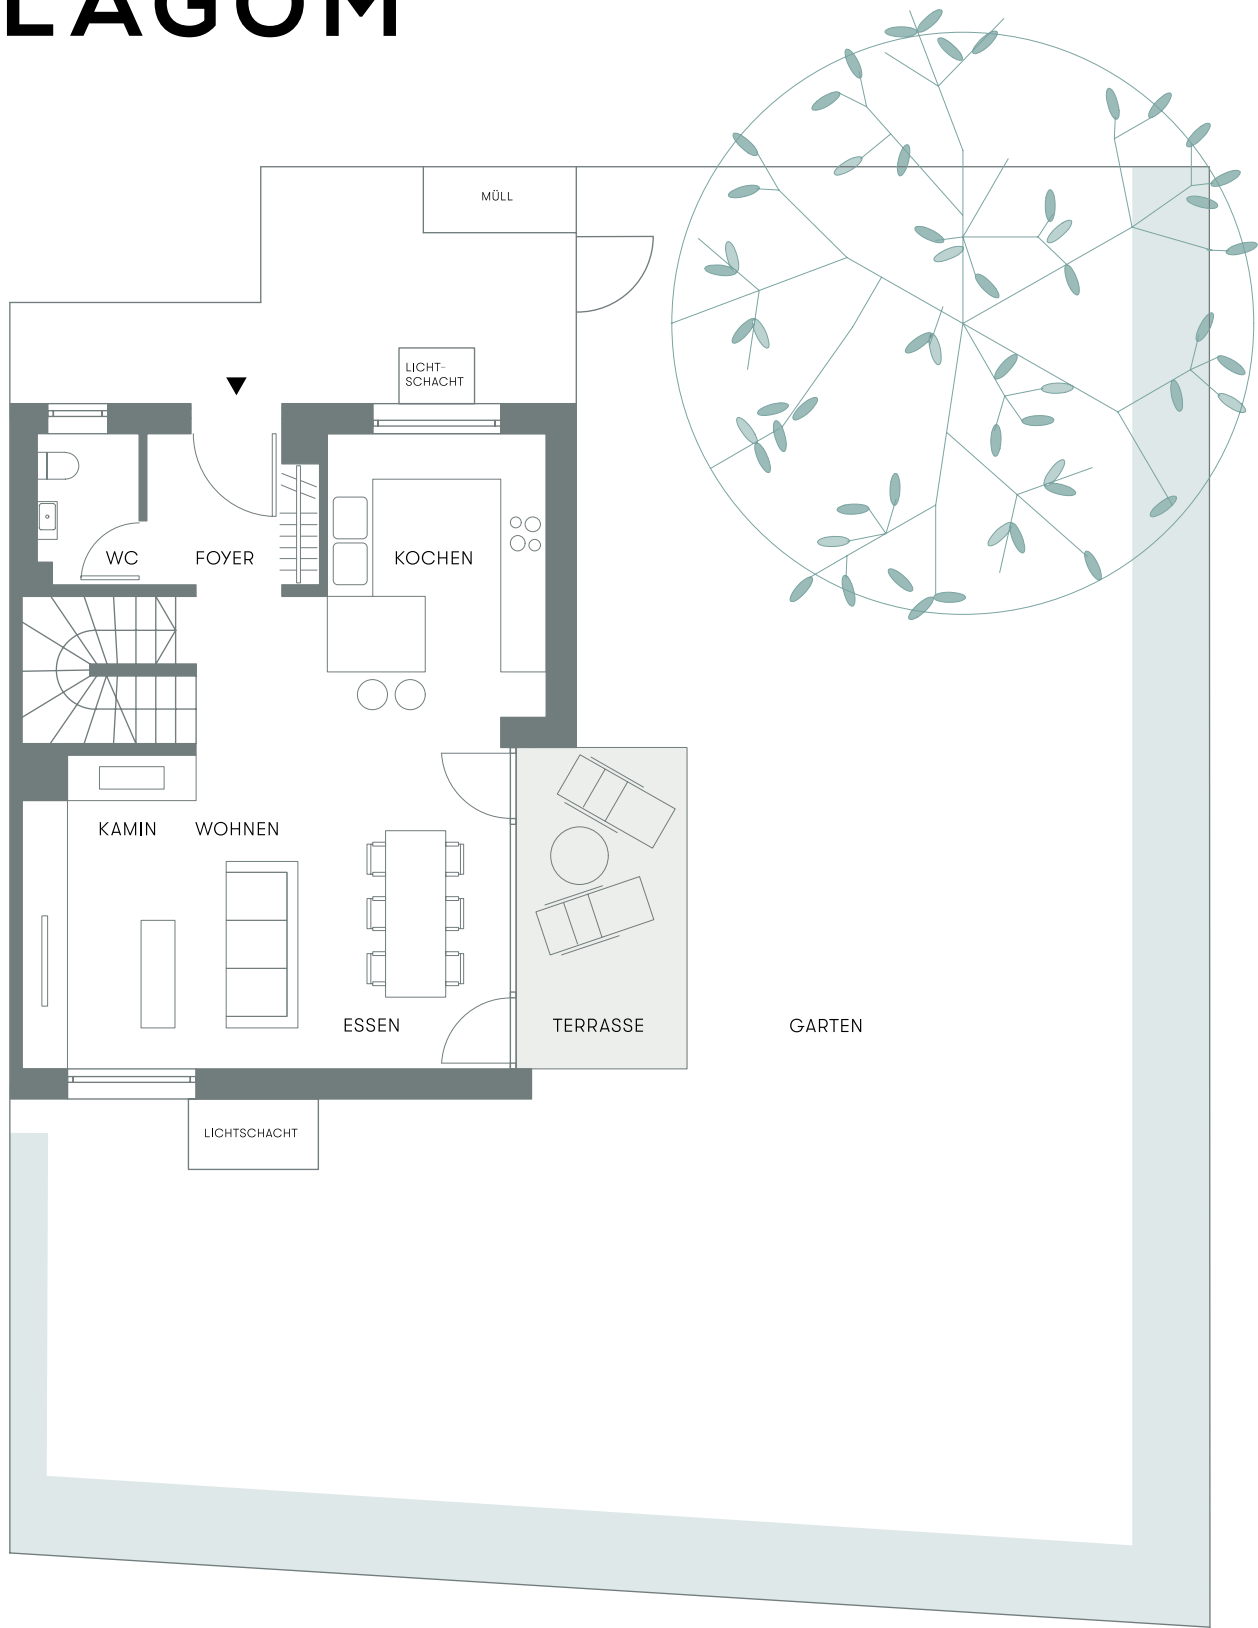 LAGOM
MÜLL
LICHT-
SCHACHT
WC
FOYER
KOCHEN
KAMIN
WOHNEN
ESSEN
TERRASSE
GARTEN
LICHTSCHACHT